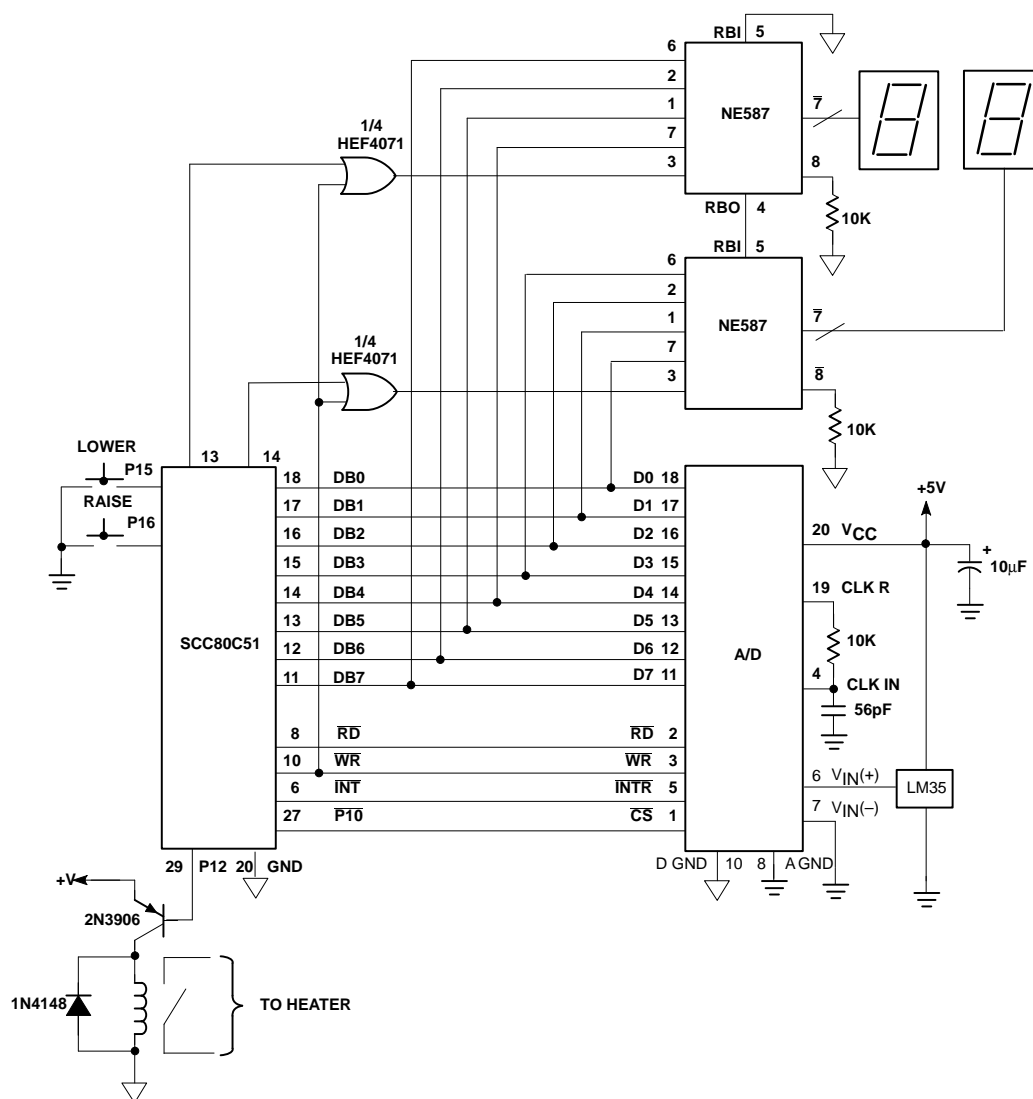 RBI 5
6
2
1
7
3
NE587
7
8
10K
1/4
HEF4071
RBO 4
RBI 5
6
2
1
7
3
NE587
7
8
10K
1/4
HEF4071
LOWER
P15
RAISE
P16
13 14
SCC80C51
18 DB0 D0 18
17 DB1 D1 17
16 DB2 D2 16
15 DB3 D3 15
14 DB4 D4 14
13 DB5 D5 13
12 DB6 D6 12
11 DB7 D7 11
8 RD RD 2
10 WR WR 3
6 INT INTR 5
27 P10 CS 1
A/D
+5V
20 VCC
+
10µF
19 CLK R
10K
4 CLK IN
56pF
6 VIN(+)
LM35
7 VIN(–)
D GND 10 8 A GND
29 P12 20 GND
+V
2N3906
1N4148
TO HEATER